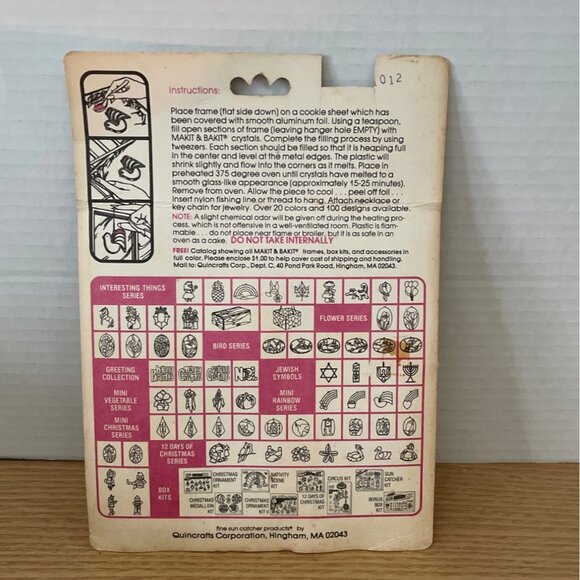 012
instructions:
Place frame (flat side down) on a cookie sheet which has
been covered with smooth aluminum foil. Using a teaspoon,
fill open sections of frame (leaving hanger hole EMPTY) with
MAKIT & BAKIT® crystals. Complete the filling process by using
tweezers. Each section should be filled so that it is heaping full
in the center and level at the metal edges. The plastic will
shrink slightly and flow into the corners as it melts. Place in
preheated 375 degree oven until crystals have melted to a
smooth glass-like appearance (approximately 15-25 minutes).
Remove from oven. Allow the piece to cool . . . peel off foil . . .
insert nylon fishing line or thread to hang. Attach necklace or
key chain for jewelry. Over 20 colors and 100 designs available.
NOTE: A slight chemical odor will be given off during the heating pro-
cess, which is not offensive in a well-ventilated room. Plastic is flam-
mable . . . do not place near flame or broiler, but it is as safe in an
oven as a cake. DO NOT TAKE INTERNALLY
FREE! Catalog showing all MAKIT & BAKIT® frames, box kits, and accessories in
full color. Please enclose $1.00 to help cover cost of shipping and handling.
Mail to: Quincrafts Corp., Dept. C, 40 Pond Park Road, Hingham, MA 02043.
INTERESTING THINGS
SERIES
FLOWER SERIES
BIRD SERIES
GREETING
COLLECTION
JEWISH
SYMBOLS
MINI
VEGETABLE
SERIES
MINI
RAINBOW
SERIES
MINI
CHRISTMAS
SERIES
12 DAYS OF
CHRISTMAS
SERIES
BOX
KITS
CHRISTMAS
ORNAMENT
KIT
NATIVITY
SCENE
KIT
CIRCUS KIT
SUN
CATCHER
KIT
CHRISTMAS
MEDALLION
CHRISTMAS
ORNAMENT
KIT II
12 DAYS OF
CHRISTMAS
KIT
BONUS
BOX
KIT
fine sun catcher products® by
Quincrafts Corporation, Hingham, MA 02043